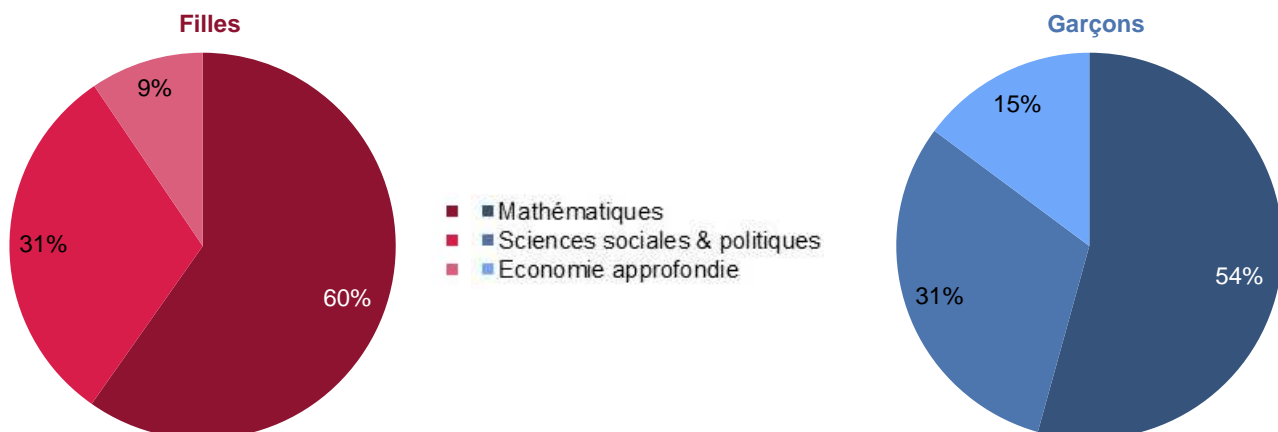 Filles
9%
31%
60%
Mathématiques
Sciences sociales & politiques
Economie approfondie
Garçons
15%
31%
54%